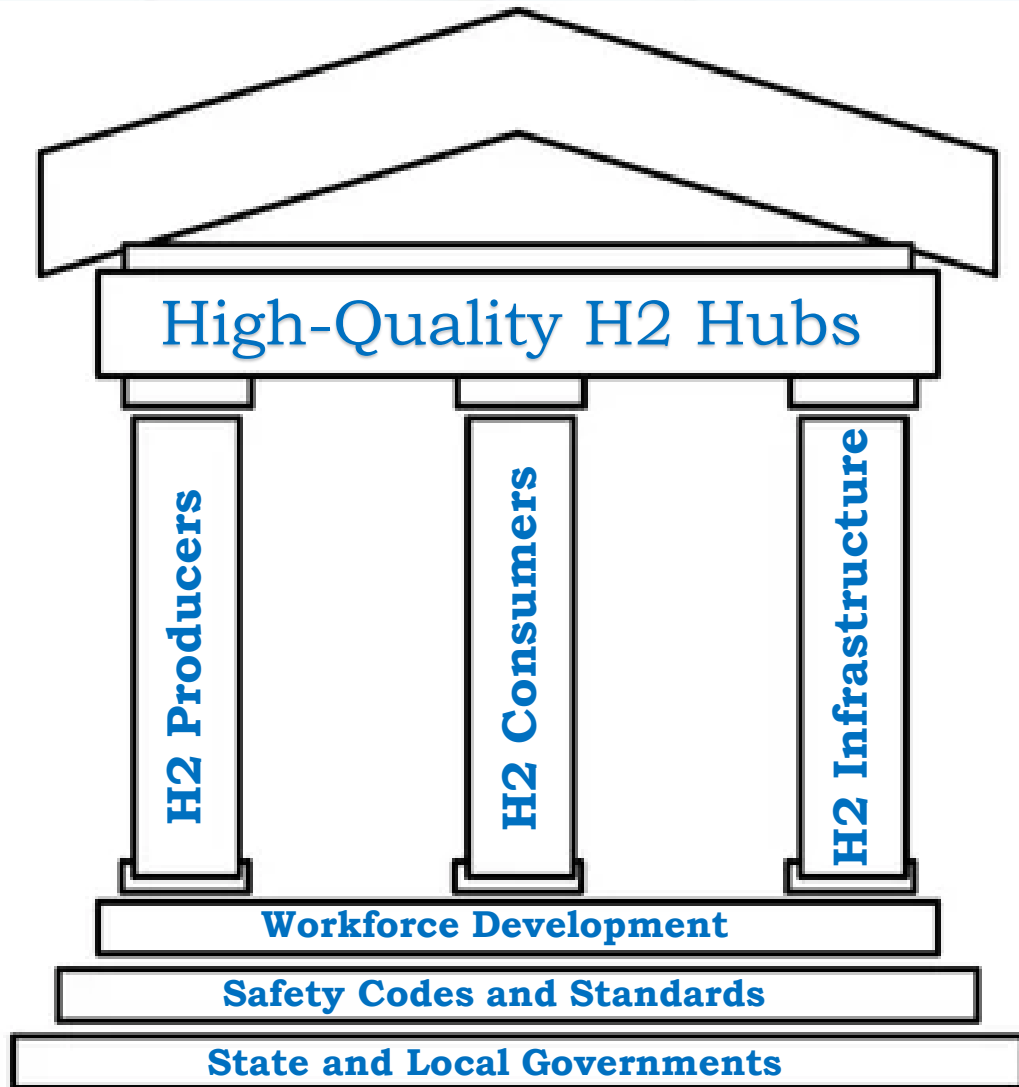 High-Quality H2 Hubs
H2 Producers
H2 Consumers
H2 Infrastructure
Workforce Development
Safety Codes and Standards
State and Local Governments